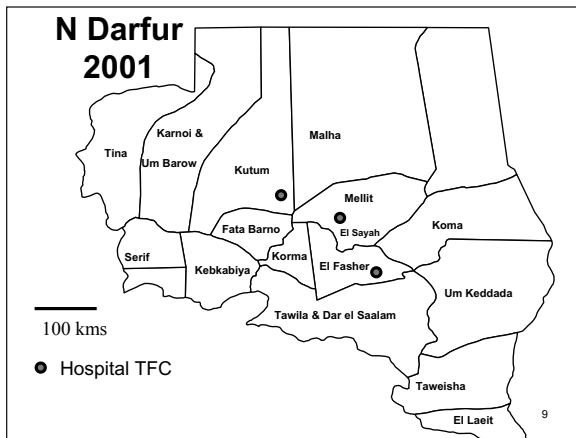 N Darfur
2001
Karnoi &
Um Barow
Tina
Malha
Kutum
Mellit
El Sayah
Koma
Fata Barno
Serif
Kebkabiya
Korma
El Fasher
Um Keddada
Tawila & Dar el Saalam
100 kms
Hospital TFC
Taweisha
El Laeit
9